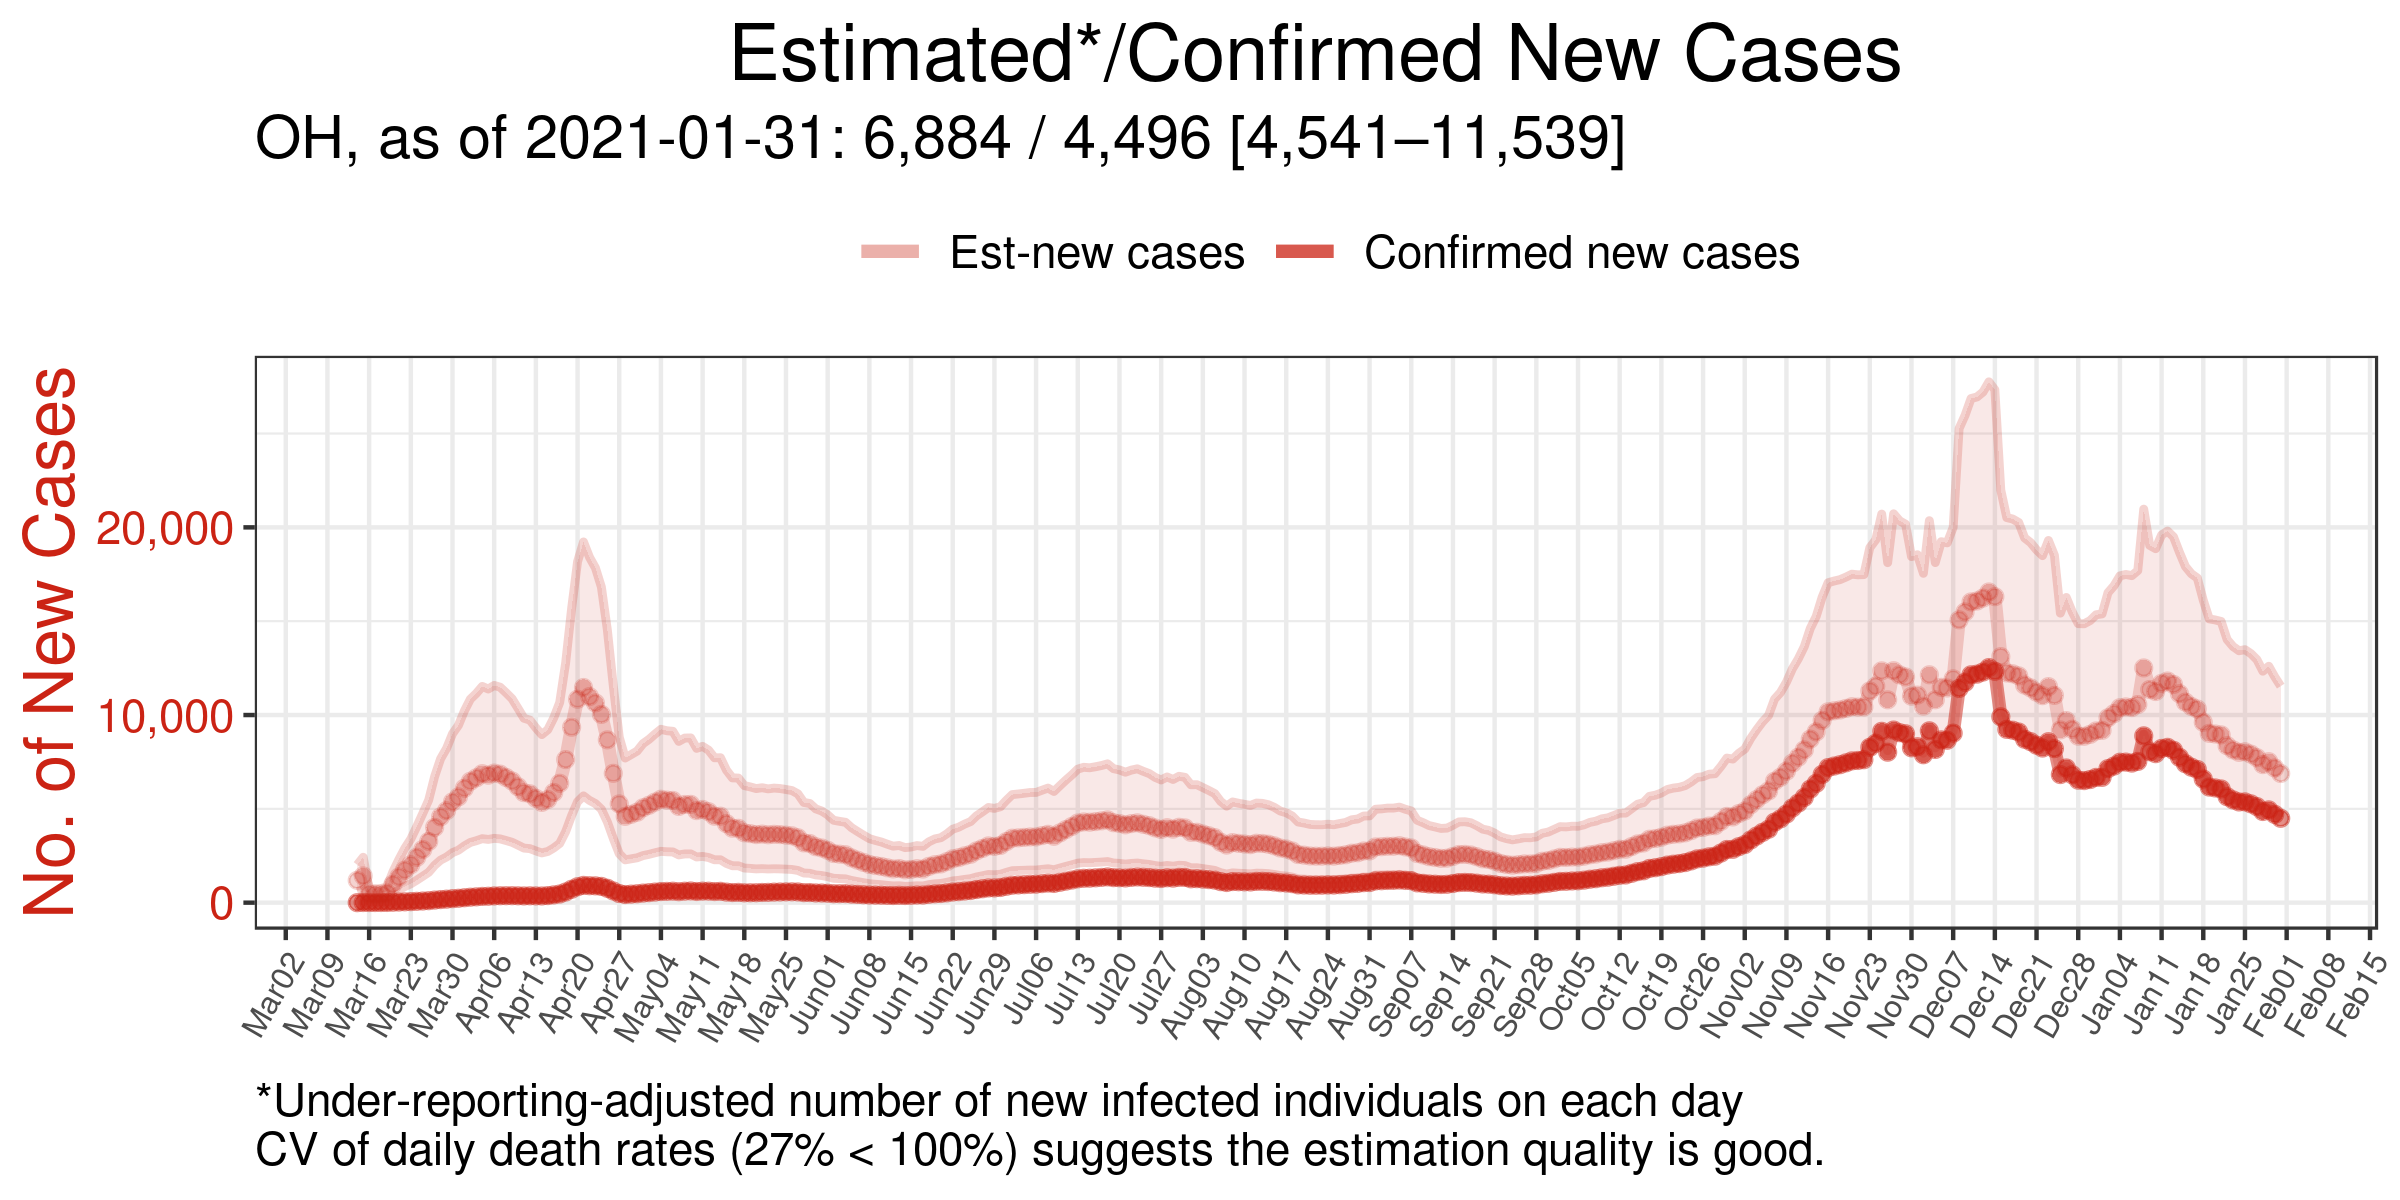 Estimated*/Confirmed New Cases
OH, as of 2021-01-31: 6,884 / 4,496 [4,541–11,539]
Est-new cases
Confirmed new cases
No. of New Cases
20,000
10,000
0
Mar02
Mar09
Mar16
Mar23
Mar30
Apr06
Apr13
Apr20
Apr27
May04
May11
May18
May25
Jun01
Jun08
Jun15
Jun22
Jun29
Jul06
Jul13
Jul20
Jul27
Aug03
Aug10
Aug17
Aug24
Aug31
Sep07
Sep14
Sep21
Sep28
Oct05
Oct12
Oct19
Oct26
Nov02
Nov09
Nov16
Nov23
Nov30
Dec07
Dec14
Dec21
Dec28
Jan04
Jan11
Jan18
Jan25
Feb01
Feb08
Feb15
*Under-reporting-adjusted number of new infected individuals on each day
CV of daily death rates (27% < 100%) suggests the estimation quality is good.